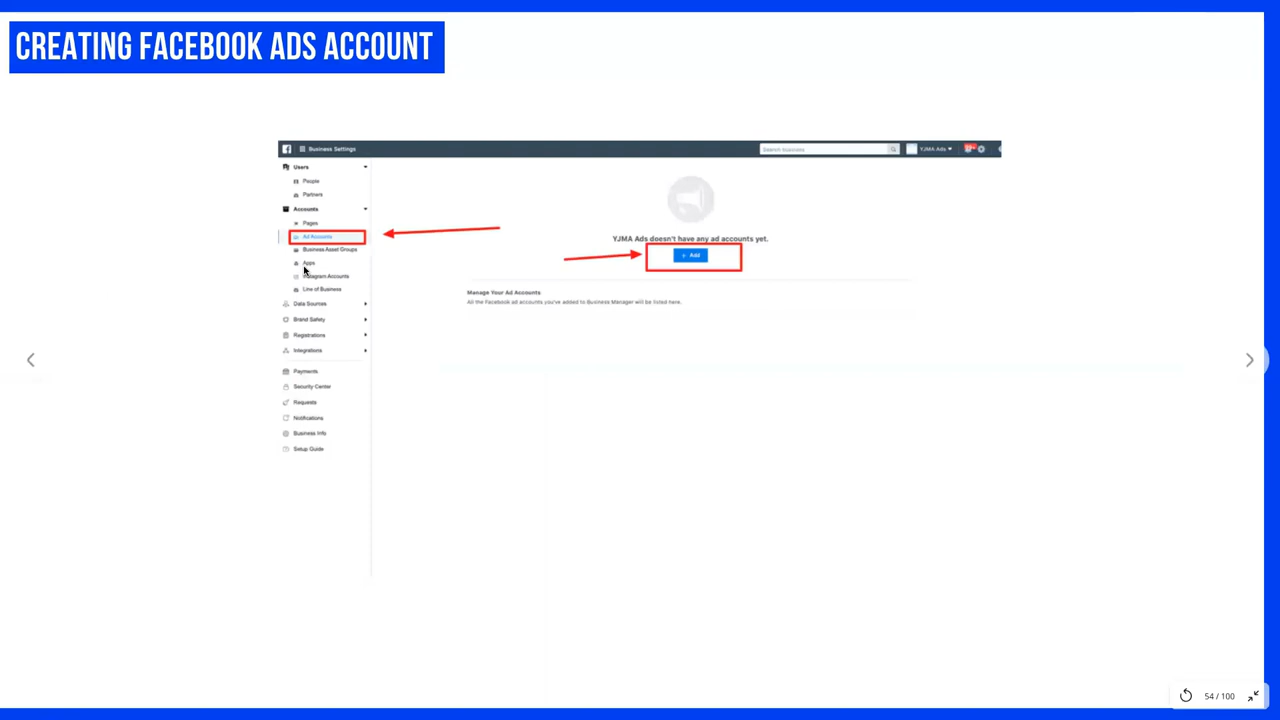 CREATING FACEBOOK ADS ACCOUNT
Business Settings
Search business
YJMA Ads
Users
People
Partners
Accounts
Pages
Ad Accounts
Business Asset Groups
Apps
Instagram Accounts
Line of Business
Data Sources
Brand Safety
Registrations
Integrations
Payments
Security Center
Requests
Notifications
Business Info
Setup Guide
YJMA Ads doesn't have any ad accounts yet.
+ Add
Manage Your Ad Accounts
All the Facebook ad accounts you've added to Business Manager will be listed here.
54 / 100